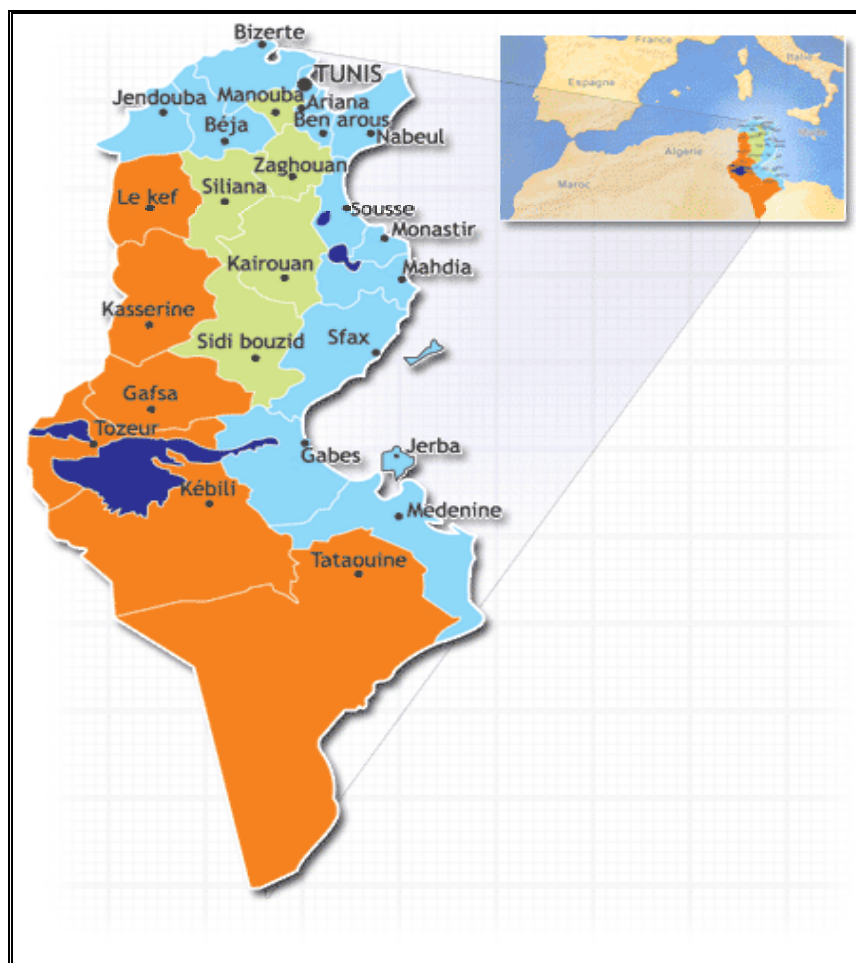 Bizerte
TUNIS
Jendouba
Manouba
Ariana
Béja
Ben arous
Nabeul
Zaghouan
Le kef
Siliana
Sousse
Monastir
Kairouan
Mahdia
Kasserine
Sidi bouzid
Sfax
Gafsa
Tozeur
Gabes
Jerba
Kébili
Médenine
Tataouine
France
Italie
Espagne
Algérie
Maroc